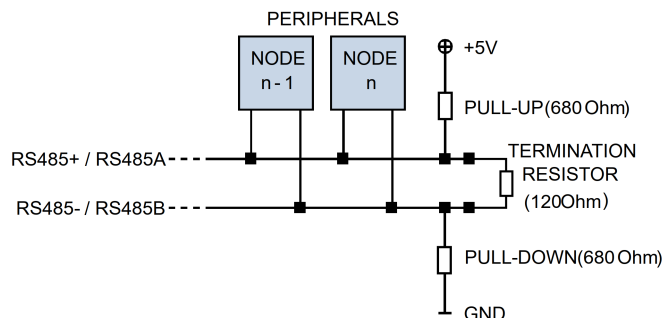 PERIPHERALS
NODE
n - 1
NODE
n
+5V
PULL-UP(680 Ohm)
RS485+ / RS485A
TERMINATION
RESISTOR
(120Ohm)
RS485- / RS485B
PULL-DOWN(680 Ohm)
GND